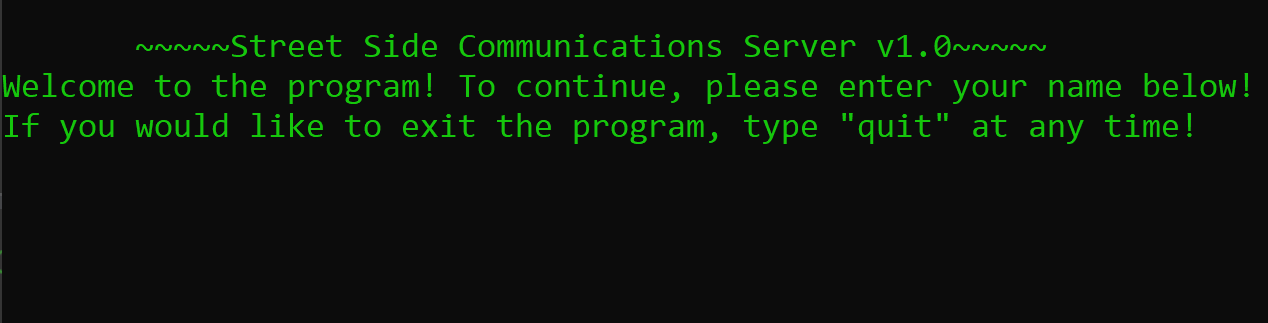 ~~~~~Street Side Communications Server v1.0~~~~~
Welcome to the program! To continue, please enter your name below!
If you would like to exit the program, type "quit" at any time!